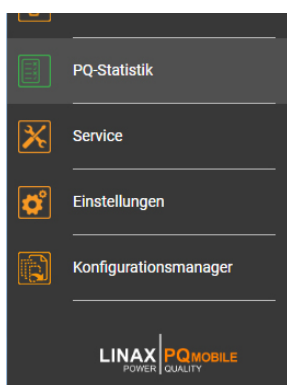 PQ-Statistik
Service
Einstellungen
Konfigurationsmanager
LINAX PQMOBILE
POWER QUALITY